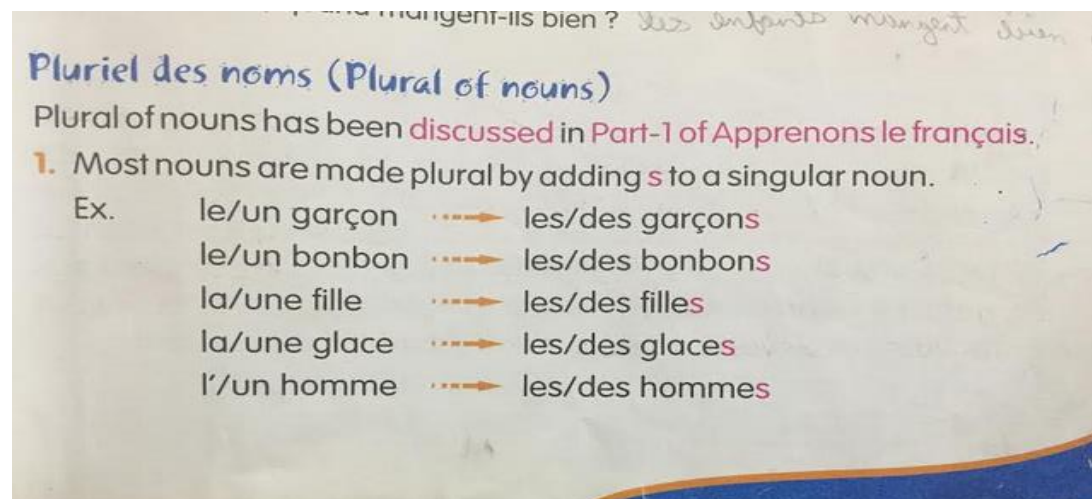 mangent-ils bien ? les enfants mangent bien
Pluriel des noms (Plural of nouns)
Plural of nouns has been discussed in Part-1 of Apprenons le français.
1. Most nouns are made plural by adding s to a singular noun.
Ex. le/un garçon les/des garçons
le/un bonbon les/des bonbons
la/une fille les/des filles
la/une glace les/des glaces
l'/un homme les/des hommes